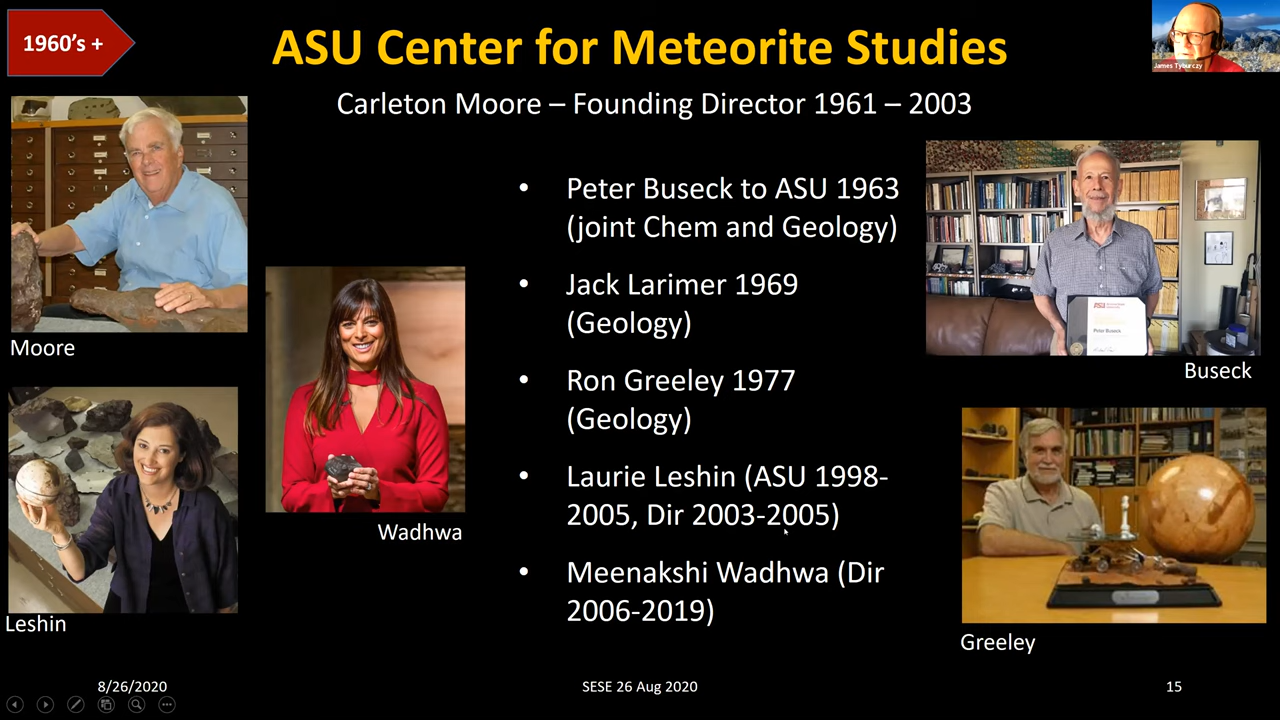 1960's +
ASU Center for Meteorite Studies
James Tyburczy
Carleton Moore – Founding Director 1961 – 2003
• Peter Buseck to ASU 1963
(joint Chem and Geology)
• Jack Larimer 1969
(Geology)
• Ron Greeley 1977
(Geology)
• Laurie Leshin (ASU 1998-
2005, Dir 2003-2005)
• Meenakshi Wadhwa (Dir
2006-2019)
Moore
Wadhwa
Leshin
ASU
Peter Buseck
Buseck
Greeley
8/26/2020
SESE 26 Aug 2020
15